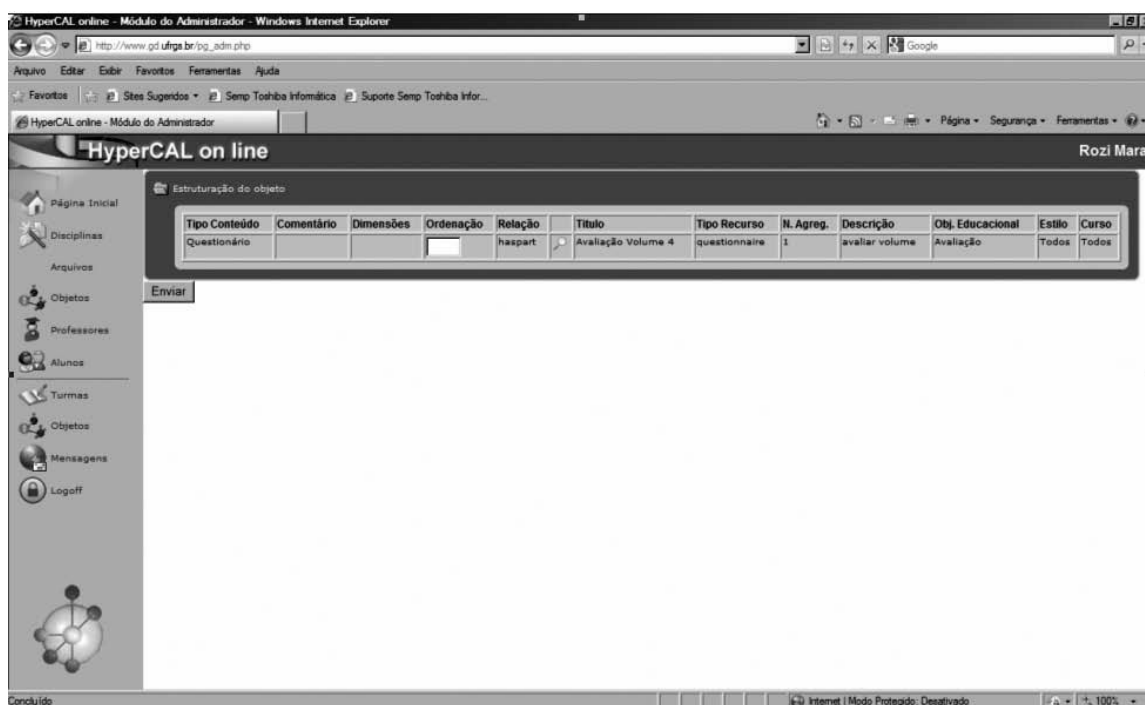 HyperCAL online - Módulo do Administrador - Windows Internet Explorer
http://www.gd.ufrgs.br/pg_adm.php
Google
Arquivo Editar Exibir Favoritos Ferramentas Ajuda
Favoritos Sites Sugeridos Semp Toshiba Informática Suporte Semp Toshiba Infor...
HyperCAL online - Módulo do Administrador
Página Segurança Ferramentas
HyperCAL on line
Rozi Mara
Página Inicial
Disciplinas
Arquivos
Objetos
Professores
Alunos
Turmas
Objetos
Mensagens
Logoff
Estruturação do objeto
Tipo Conteúdo Comentário Dimensões Ordenação Relação Titulo Tipo Recurso N. Agreg. Descrição Obj. Educacional Estilo Curso
Questionário haspart Avaliação Volume 4 questionnaire 1 avaliar volume Avaliação Todos Todos
Enviar
Concluído
Internet | Modo Protegido: Desativado
100%